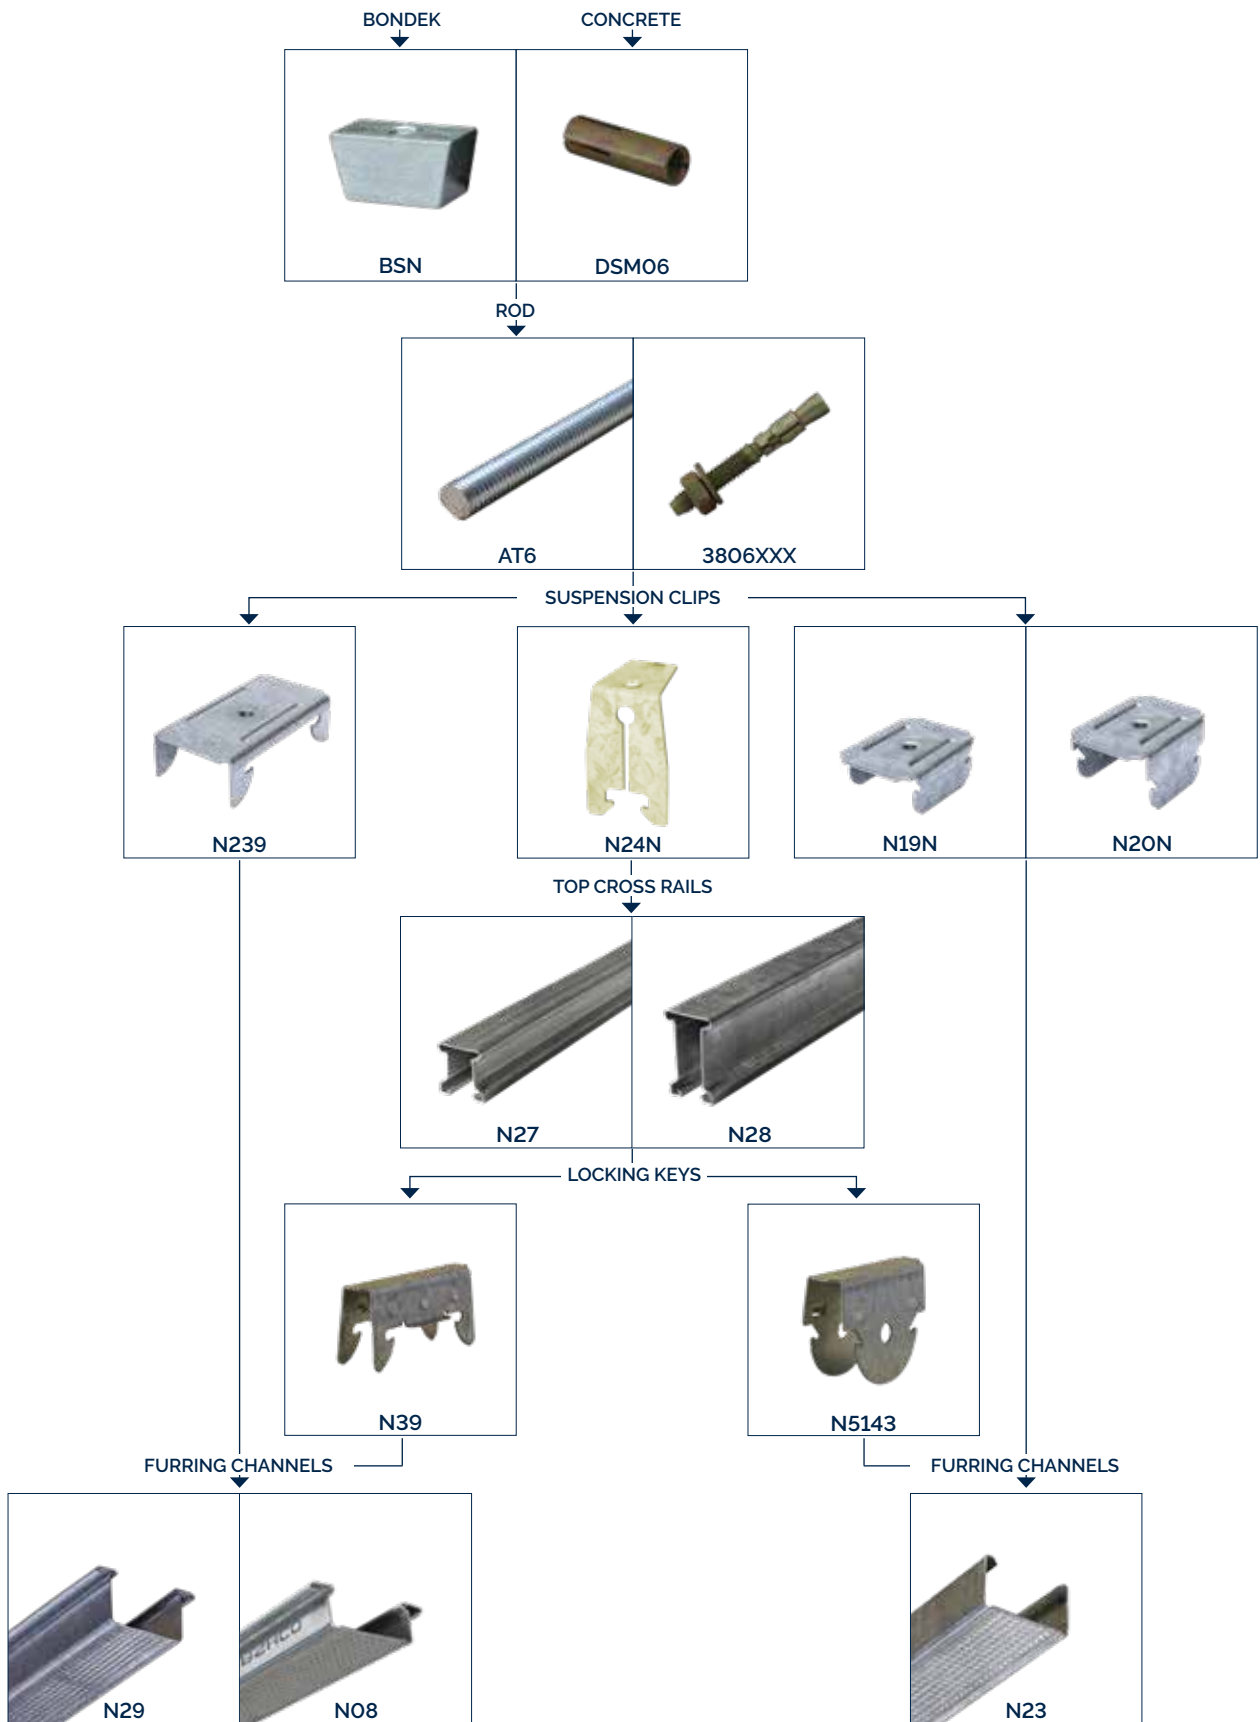 BONDEK CONCRETE
BSN DSM06
ROD
AT6 3806XXX
SUSPENSION CLIPS
N239 N24N N19N N20N
TOP CROSS RAILS
N27 N28
LOCKING KEYS
N39 N5143
FURRING CHANNELS FURRING CHANNELS
N29 N08 N23